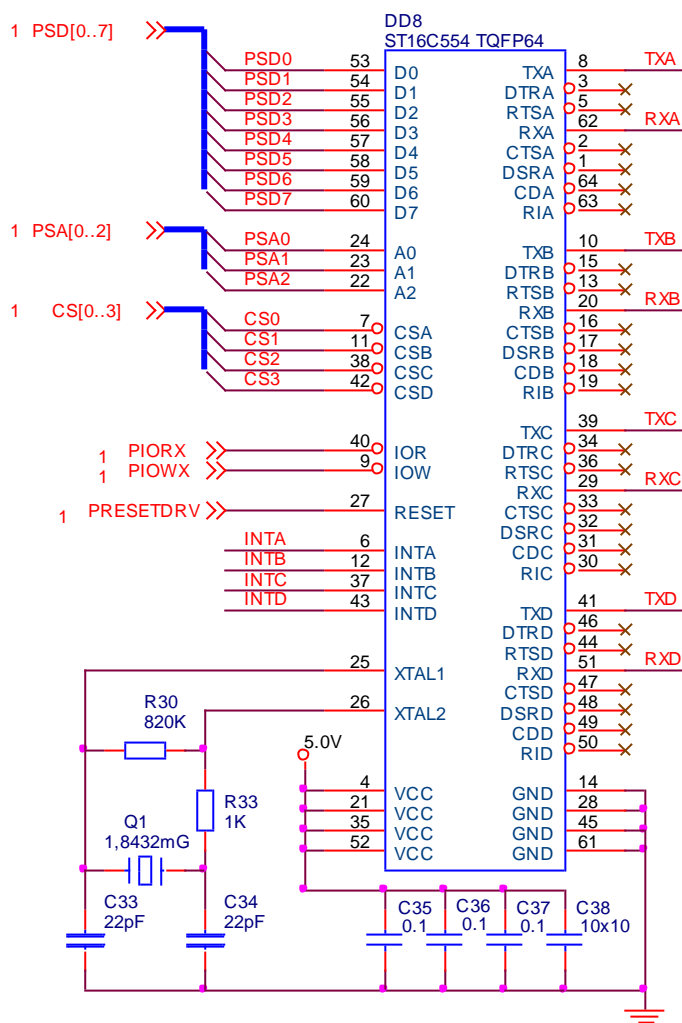 DD8
ST16C554 TQFP64
1 PSD[0..7]
PSD0 53 D0 TXA 8 TXA
PSD1 54 D1 DTRA 3
PSD2 55 D2 RTSA 5
PSD3 56 D3 RXA 62 RXA
PSD4 57 D4 CTSA 2
PSD5 58 D5 DSRA 1
PSD6 59 D6 CDA 64
PSD7 60 D7 RIA 63
1 PSA[0..2]
PSA0 24 A0 TXB 10 TXB
PSA1 23 A1 DTRB 15
PSA2 22 A2 RTSB 13
1 CS[0..3]
RXB 20 RXB
CS0 7 CSA CTSB 16
CS1 11 CSB DSRB 17
CS2 38 CSC CDB 18
CS3 42 CSD RIB 19
TXC 39 TXC
1 PIORX 40 IOR DTRC 34
1 PIOWX 9 IOW RTSC 36
RXC 29 RXC
1 PRESETDRV 27 RESET CTSC 33
DSRC 32
INTA 6 INTA CDC 31
INTB 12 INTB RIC 30
INTC 37 INTC
INTD 43 INTD TXD 41 TXD
DTRD 46
RTSD 44
25 XTAL1 RXD 51 RXD
CTSD 47
R30
820K
26 XTAL2 DSRD 48
CDD 49
5.0V RID 50
4 VCC GND 14
21 VCC GND 28
35 VCC GND 45
52 VCC GND 61
R33
1K
Q1
1,8432mG
C33
22pF
C34
22pF
C35
0.1
C36
0.1
C37
0.1
C38
10x10